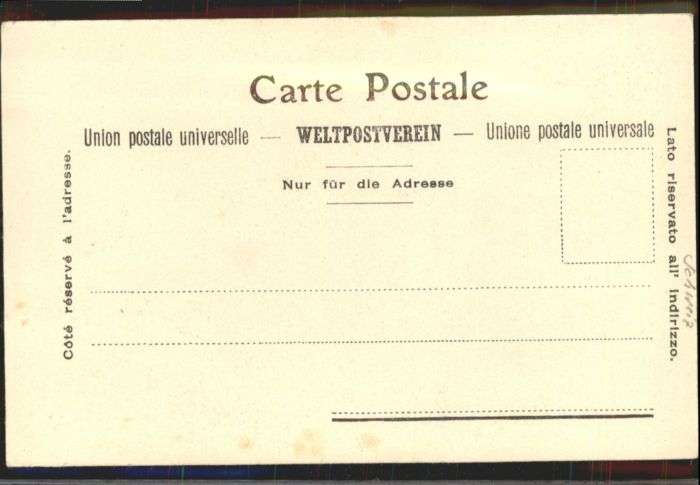 Carte Postale
Union postale universelle — WELTPOSTVEREIN — Unione postale universale
Nur für die Adresse
Côté réservé à l'adresse.
Lato riservato all' indirizzo.